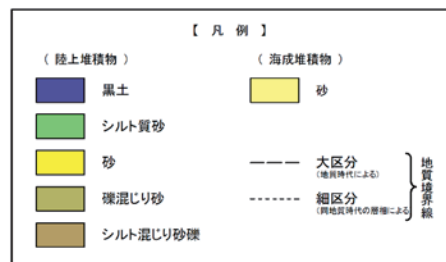 【 凡 例 】
( 陸上堆積物 )
黒土
シルト質砂
砂
礫混じり砂
シルト混じり砂礫
( 海成堆積物 )
砂
大区分
(地質時代による)
細区分
(同地質時代の層相による
地質境界線